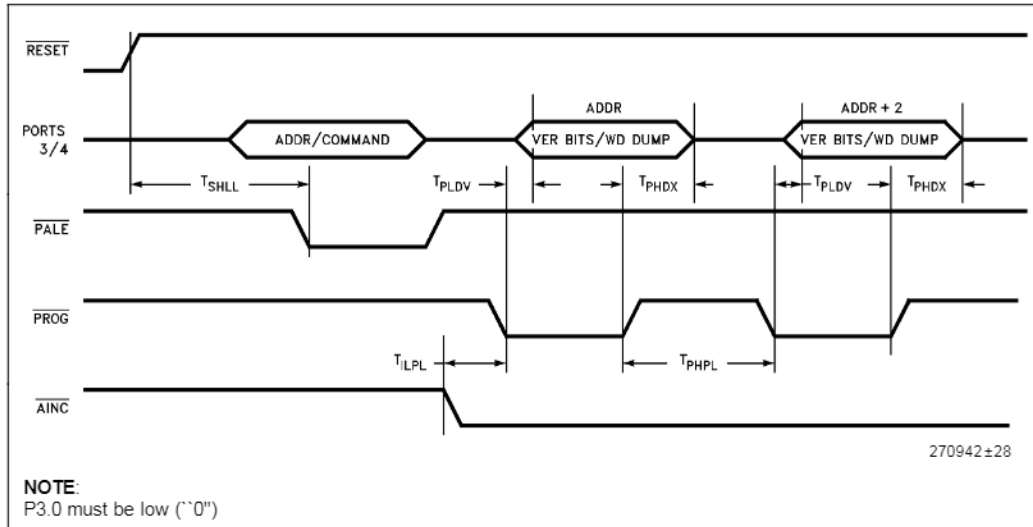 RESET
ADDR
ADDR + 2
PORTS
3/4
ADDR/COMMAND
VER BITS/WD DUMP
VER BITS/WD DUMP
TSHLL
TPLDV
TPHDX
TPLDV
TPHDX
PALE
PROG
TILPL
TPHPL
AINC
270942±28
NOTE:
P3.0 must be low (``0")